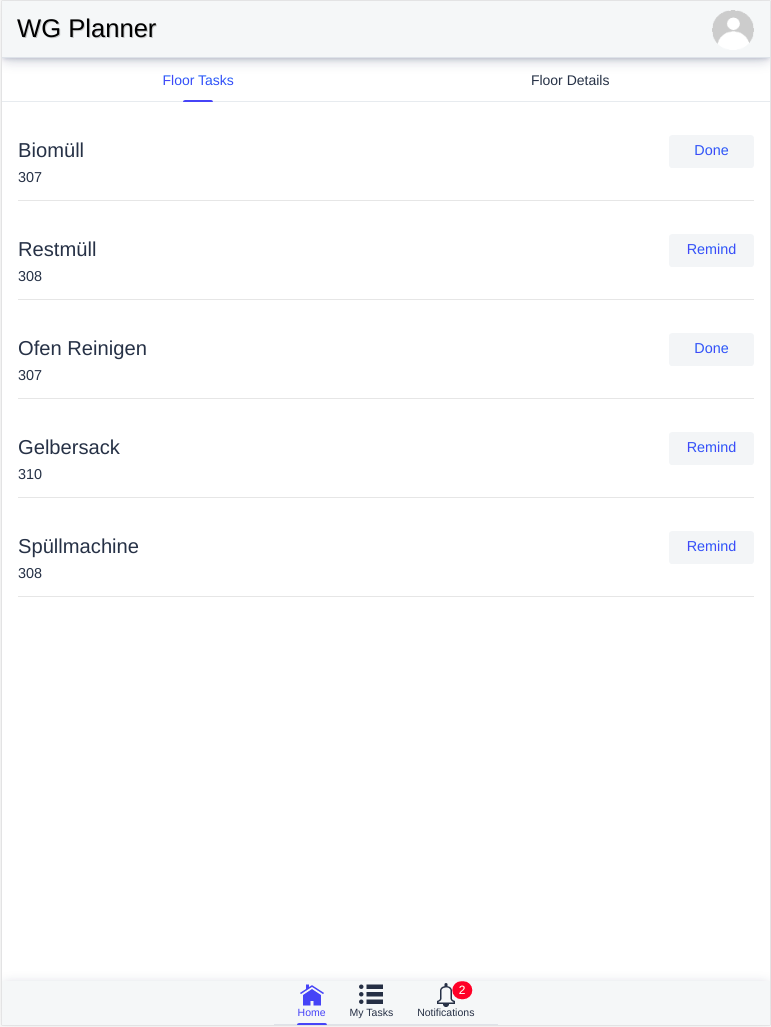 WG Planner
Floor Tasks Floor Details
Biomüll Done
307
Restmüll Remind
308
Ofen Reinigen Done
307
Gelbersack Remind
310
Spüllmachine Remind
308
2
Home My Tasks Notifications